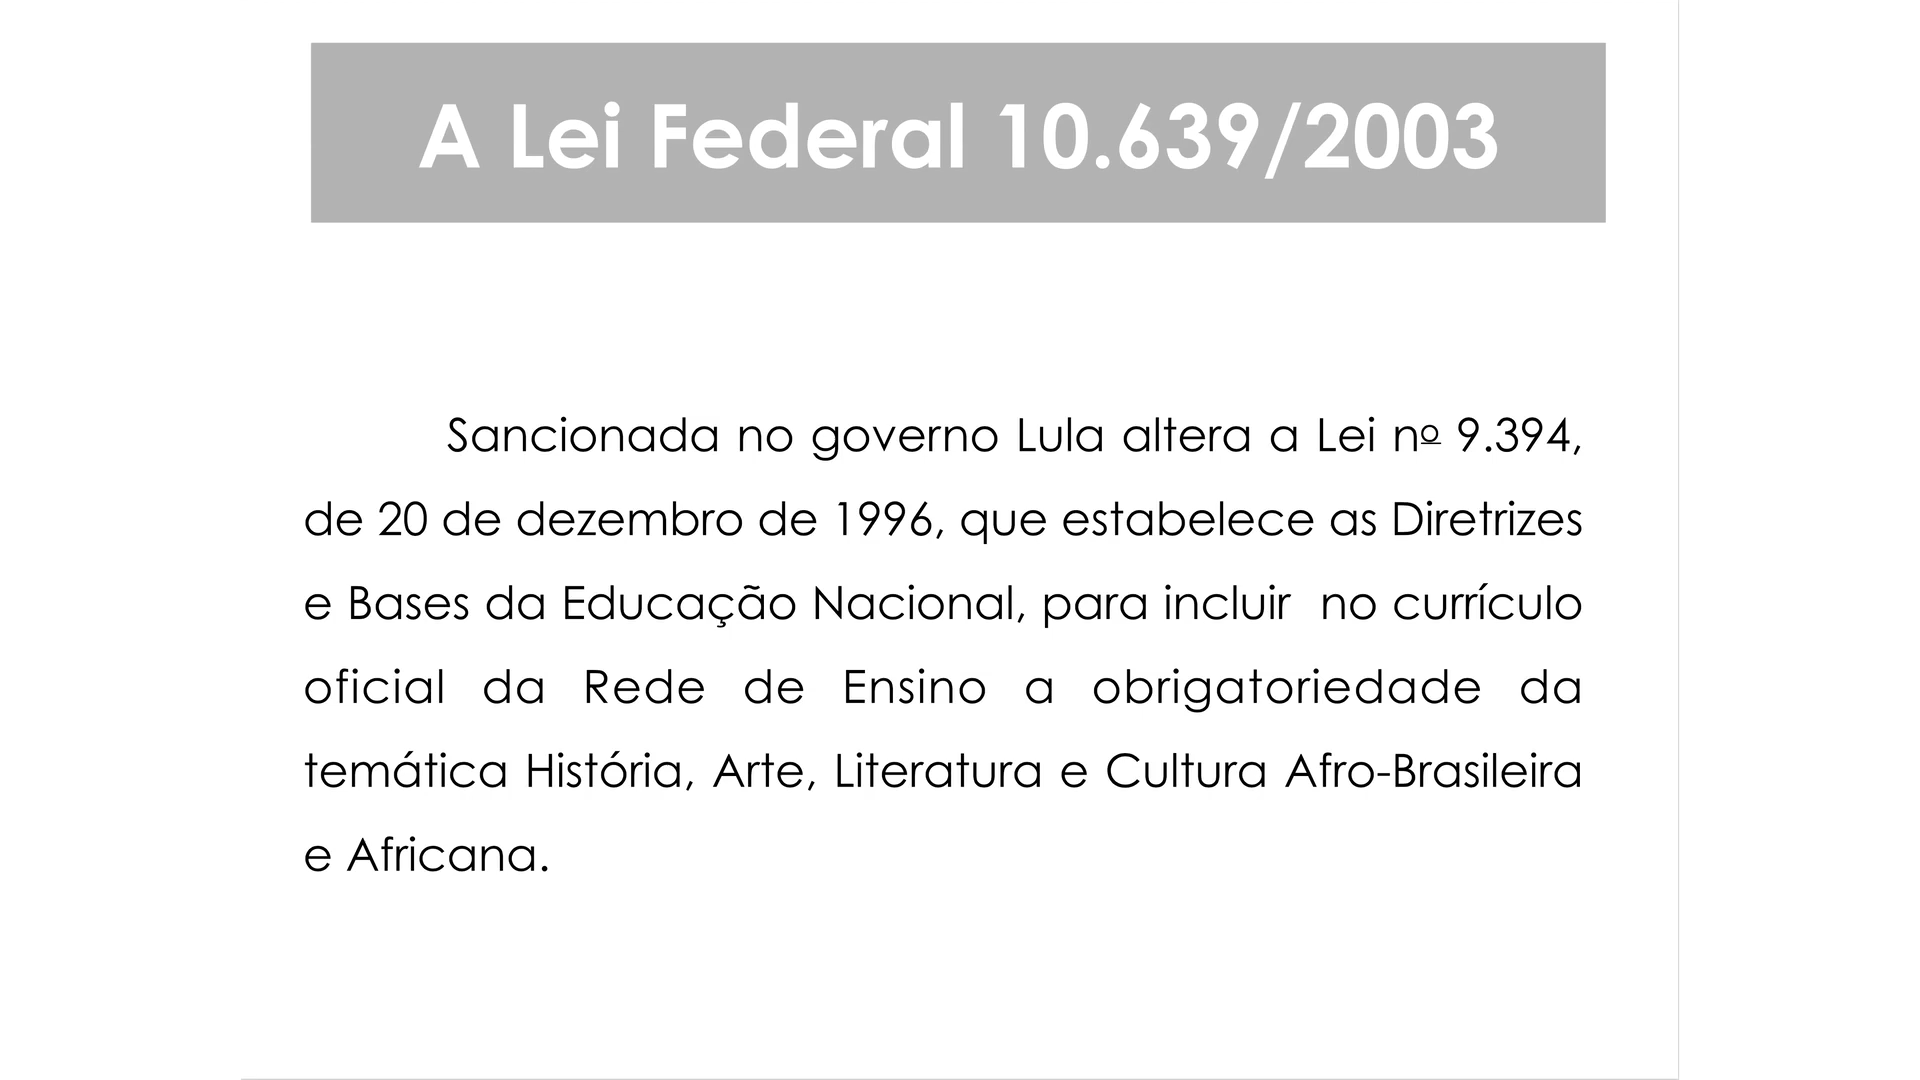 A Lei Federal 10.639/2003
Sancionada no governo Lula altera a Lei nº 9.394,
de 20 de dezembro de 1996, que estabelece as Diretrizes
e Bases da Educação Nacional, para incluir  no currículo
oficial da Rede de Ensino a obrigatoriedade da
temática História, Arte, Literatura e Cultura Afro-Brasileira
e Africana.